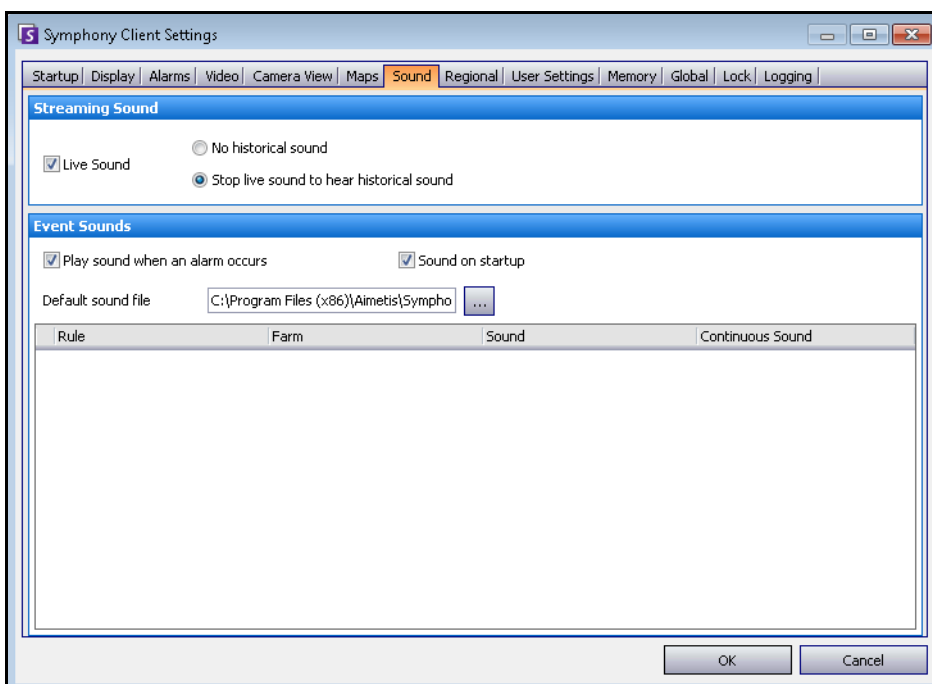 Symphony Client Settings
Startup Display Alarms Video Camera View Maps Sound Regional User Settings Memory Global Lock Logging
Streaming Sound
No historical sound
Live Sound
Stop live sound to hear historical sound
Event Sounds
Play sound when an alarm occurs Sound on startup
Default sound file C:\Program Files (x86)\Aimetis\Sympho ...
Rule Farm Sound Continuous Sound
OK Cancel